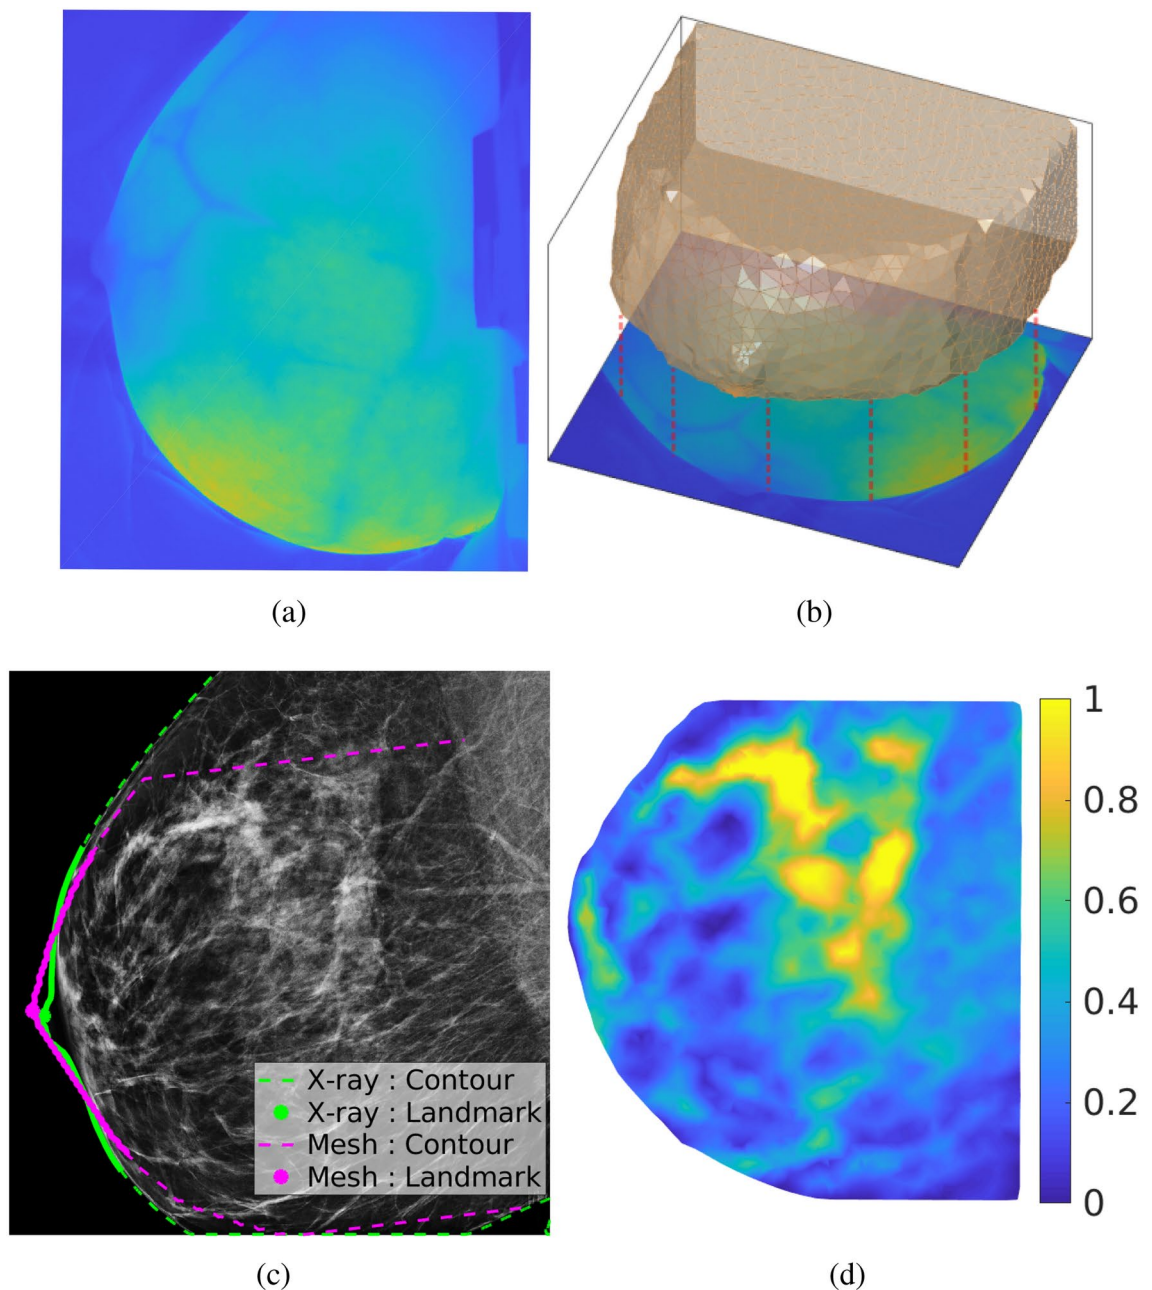 (a)
(b)
X-ray : Contour
X-ray : Landmark
Mesh : Contour
Mesh : Landmark
(c)
1
0.8
0.6
0.4
0.2
0
(d)